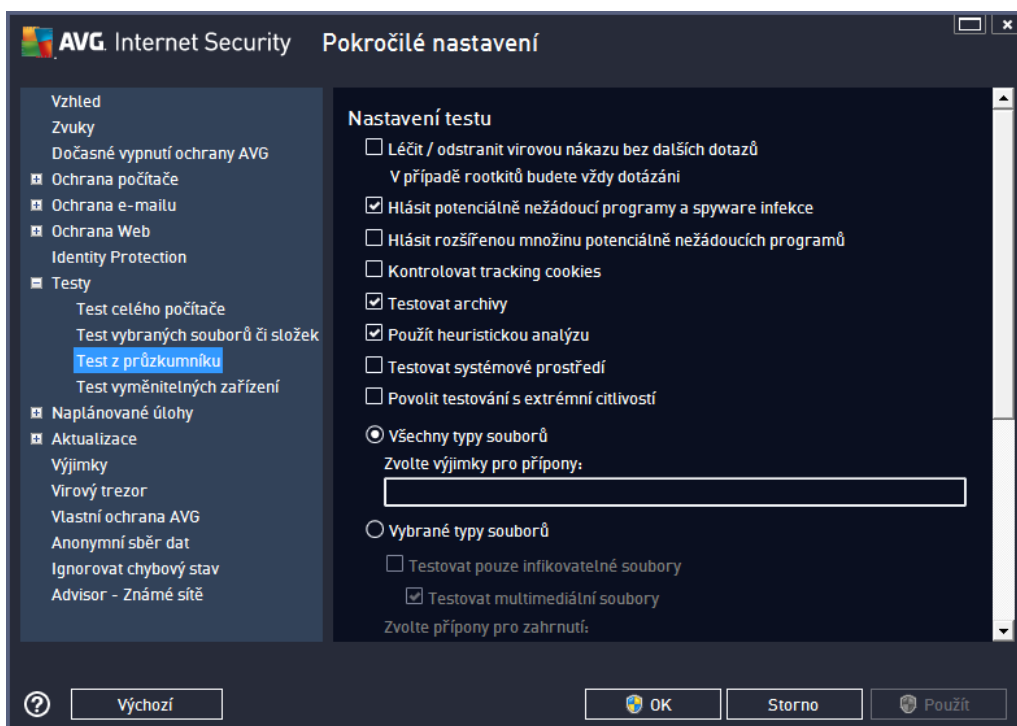 AVG. Internet Security Pokročilé nastavení
Vzhled
Zvuky
Dočasné vypnutí ochrany AVG
Ochrana počítače
Ochrana e-mailu
Ochrana Web
Identity Protection
Testy
Test celého počítače
Test vybraných souborů či složek
Test z průzkumníku
Test vyměnitelných zařízení
Naplánované úlohy
Aktualizace
Výjimky
Virový trezor
Vlastní ochrana AVG
Anonymní sběr dat
Ignorovat chybový stav
Advisor - Známé sítě
Nastavení testu
Léčit / odstranit virovou nákazu bez dalších dotazů
V případě rootkitů budete vždy dotázáni
Hlásit potenciálně nežádoucí programy a spyware infekce
Hlásit rozšířenou množinu potenciálně nežádoucích programů
Kontrolovat tracking cookies
Testovat archivy
Použít heuristickou analýzu
Testovat systémové prostředí
Povolit testování s extrémní citlivostí
Všechny typy souborů
Zvolte výjimky pro přípony:
Vybrané typy souborů
Testovat pouze infikovatelné soubory
Testovat multimediální soubory
Zvolte přípony pro zahrnutí:
Výchozí OK Storno Použít